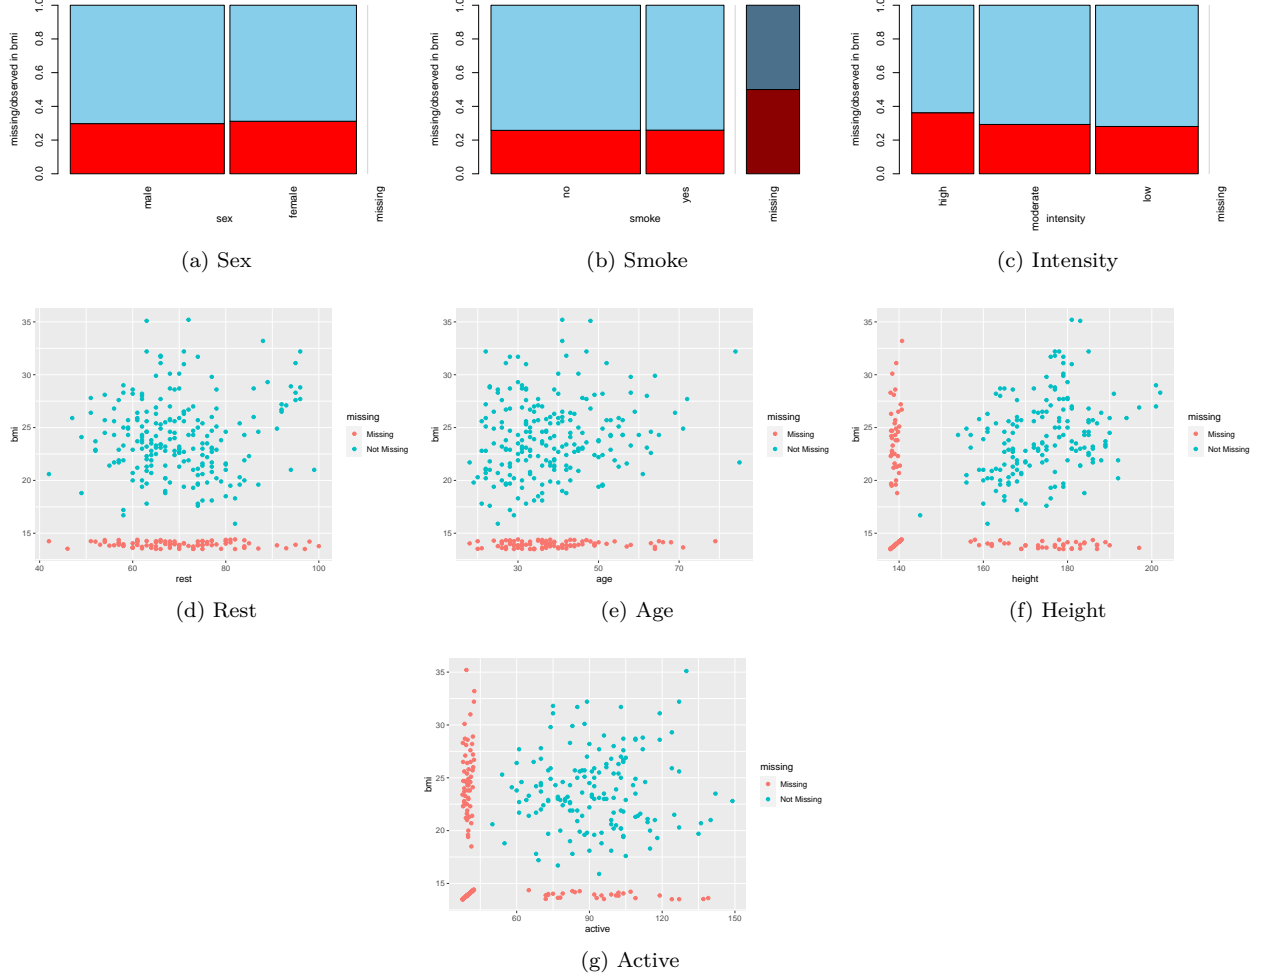 missing/observed in bmi
0.0 0.2 0.4 0.6 0.8 1.0
male female missing
sex
(a) Sex
missing/observed in bmi
0.0 0.2 0.4 0.6 0.8 1.0
no yes missing
smoke
(b) Smoke
missing/observed in bmi
0.0 0.2 0.4 0.6 0.8 1.0
high moderate low missing
intensity
(c) Intensity
bmi
35
30
25
20
15
40 60 80 100
rest
missing
Missing
Not Missing
(d) Rest
bmi
35
30
25
20
15
30 50 70
age
missing
Missing
Not Missing
(e) Age
bmi
35
30
25
20
15
140 160 180 200
height
missing
Missing
Not Missing
(f) Height
bmi
35
30
25
20
15
60 90 120 150
active
missing
Missing
Not Missing
(g) Active